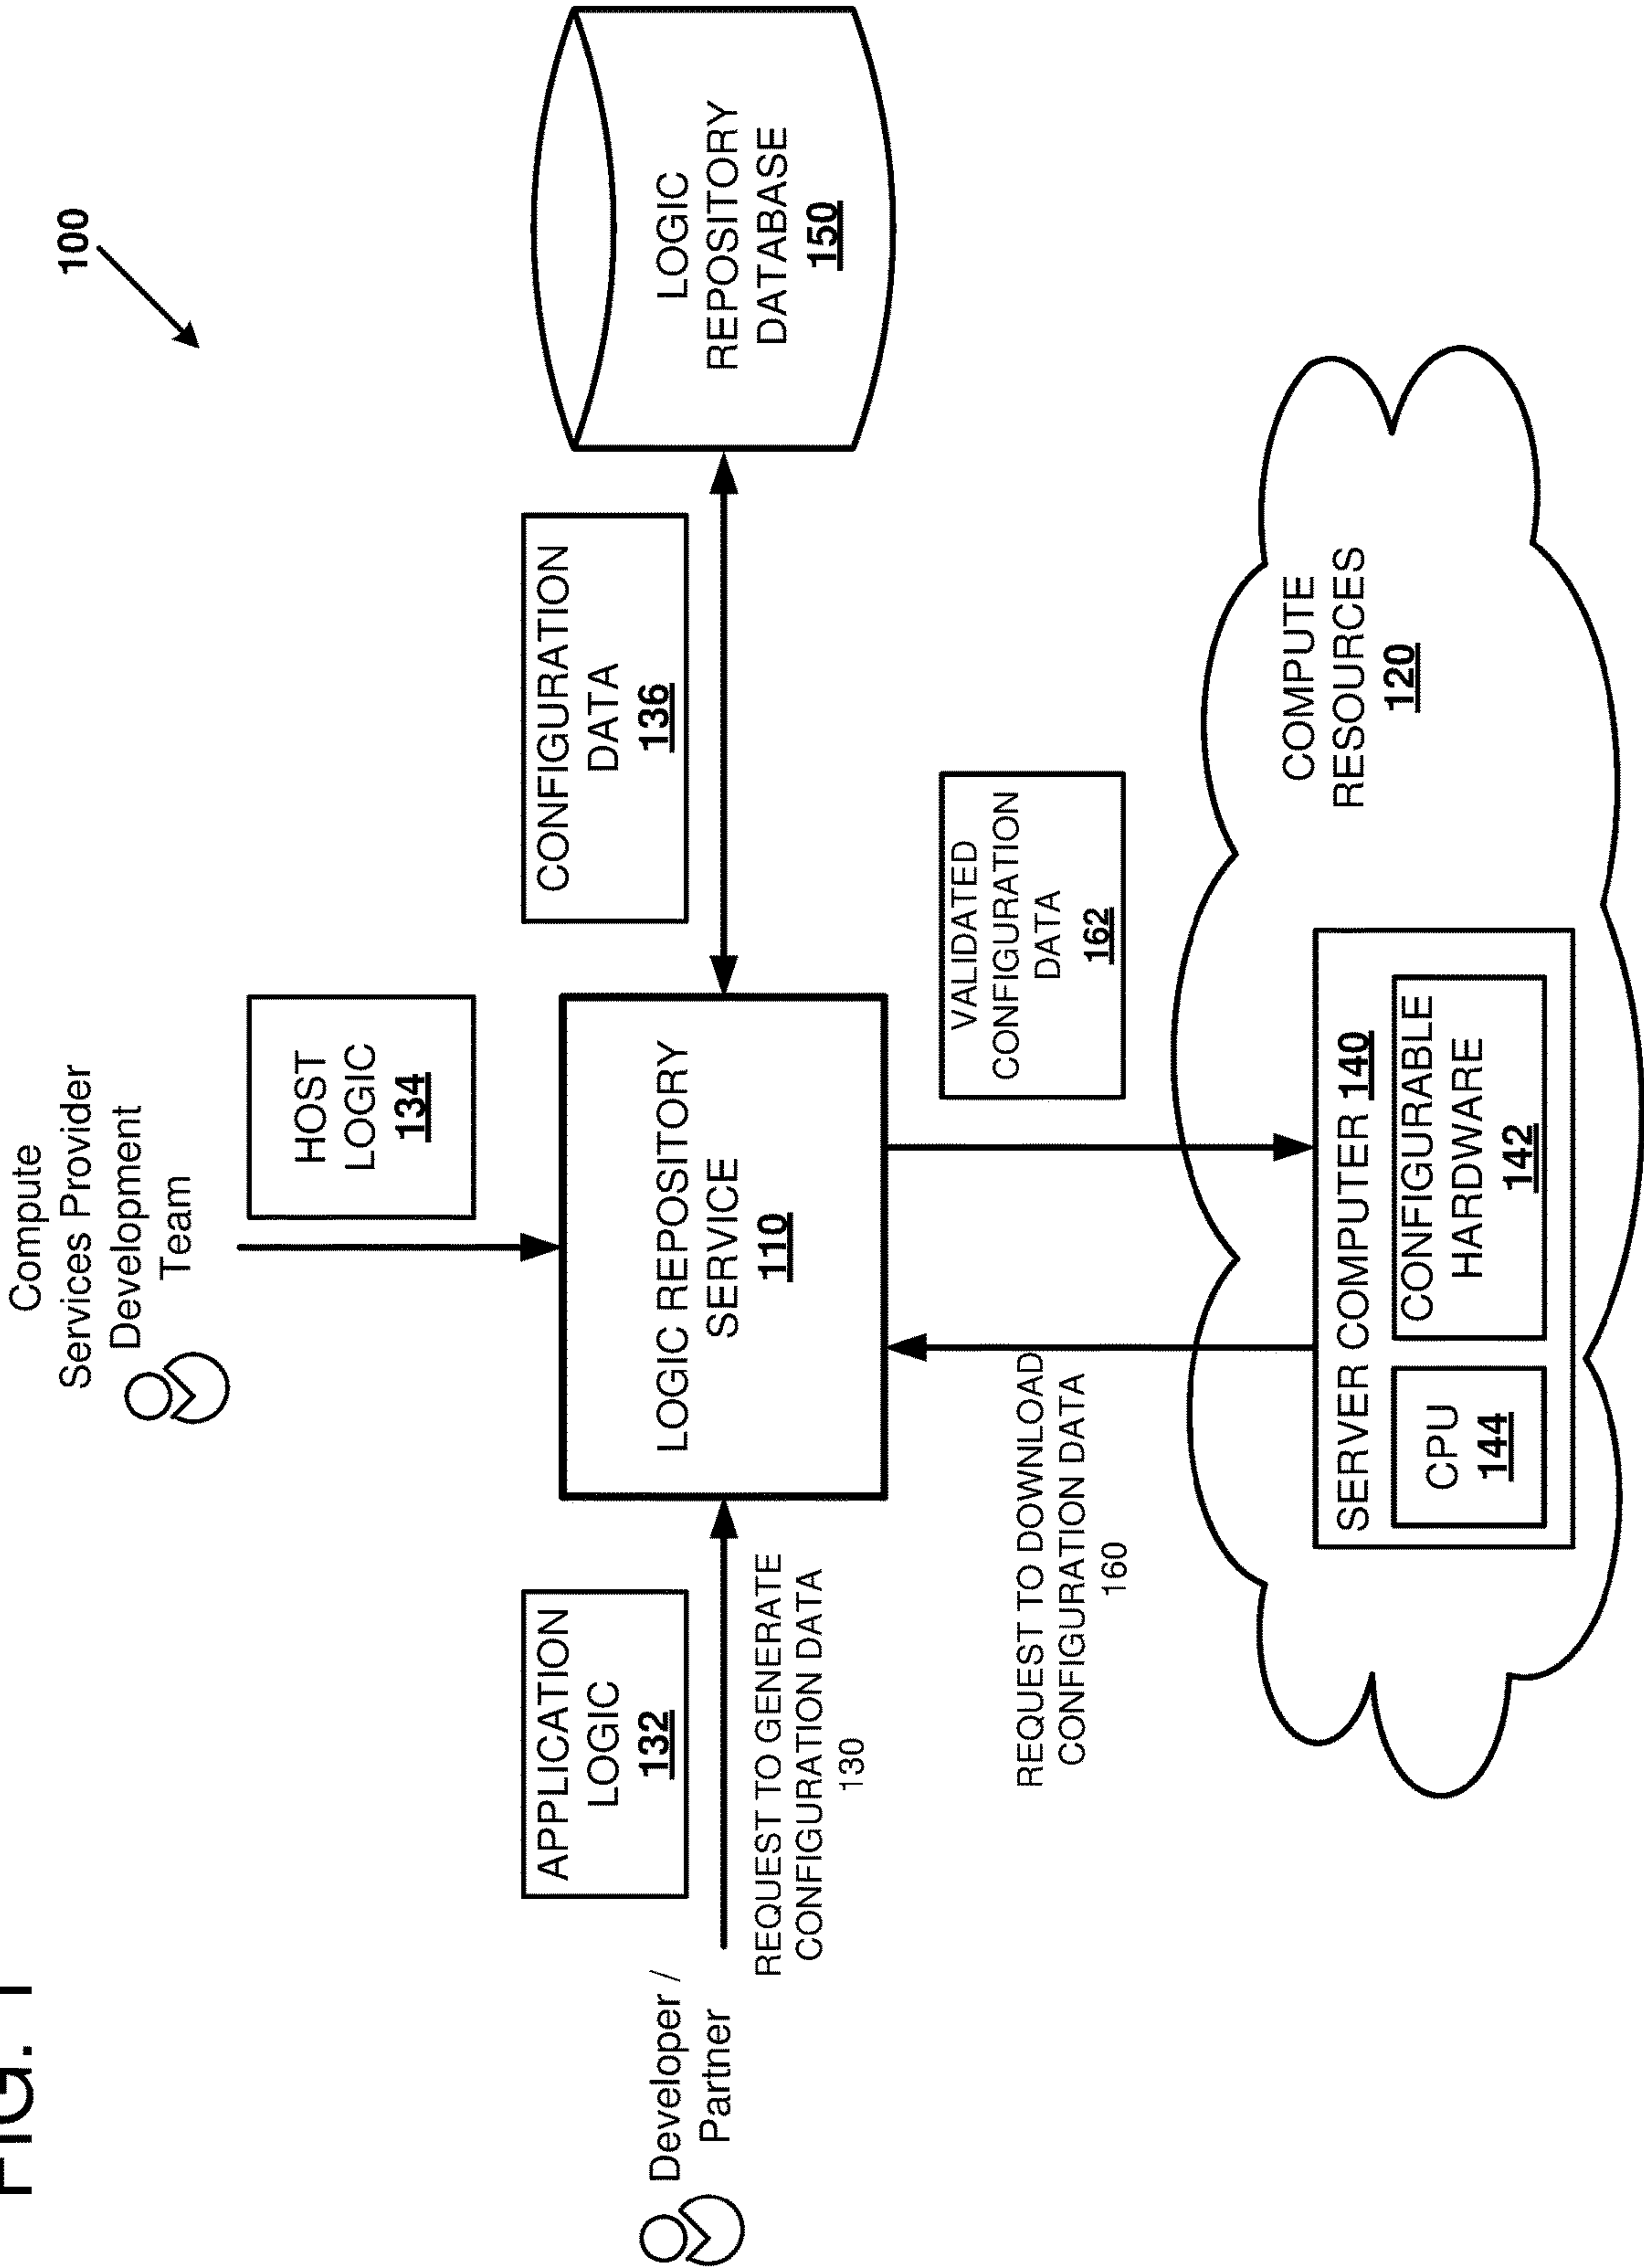 FIG. 1
100
Compute
Services Provider
Development
Team
HOST
LOGIC
134
Developer /
Partner
APPLICATION
LOGIC
132
REQUEST TO GENERATE
CONFIGURATION DATA
130
LOGIC REPOSITORY
SERVICE
110
CONFIGURATION
DATA
136
LOGIC
REPOSITORY
DATABASE
150
REQUEST TO DOWNLOAD
CONFIGURATION DATA
160
VALIDATED
CONFIGURATION
DATA
162
COMPUTE
RESOURCES
120
SERVER COMPUTER 140
CPU
144
CONFIGURABLE
HARDWARE
142